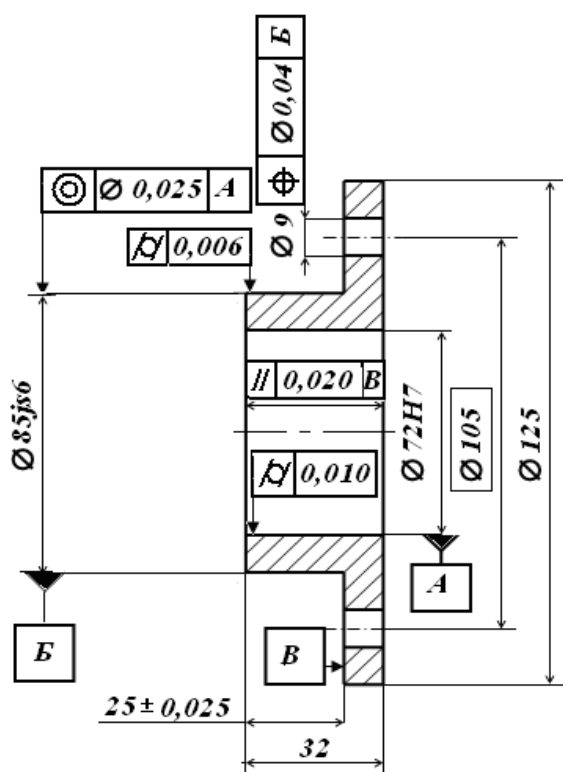 ⌖ Ø 0,04 Б
◎ Ø 0,025 А
⌭ 0,006
Ø 9
// 0,020 В
⌭ 0,010
Ø 85js6
Ø 72H7
Ø 105
Ø 125
А
Б
В
25 ± 0,025
32